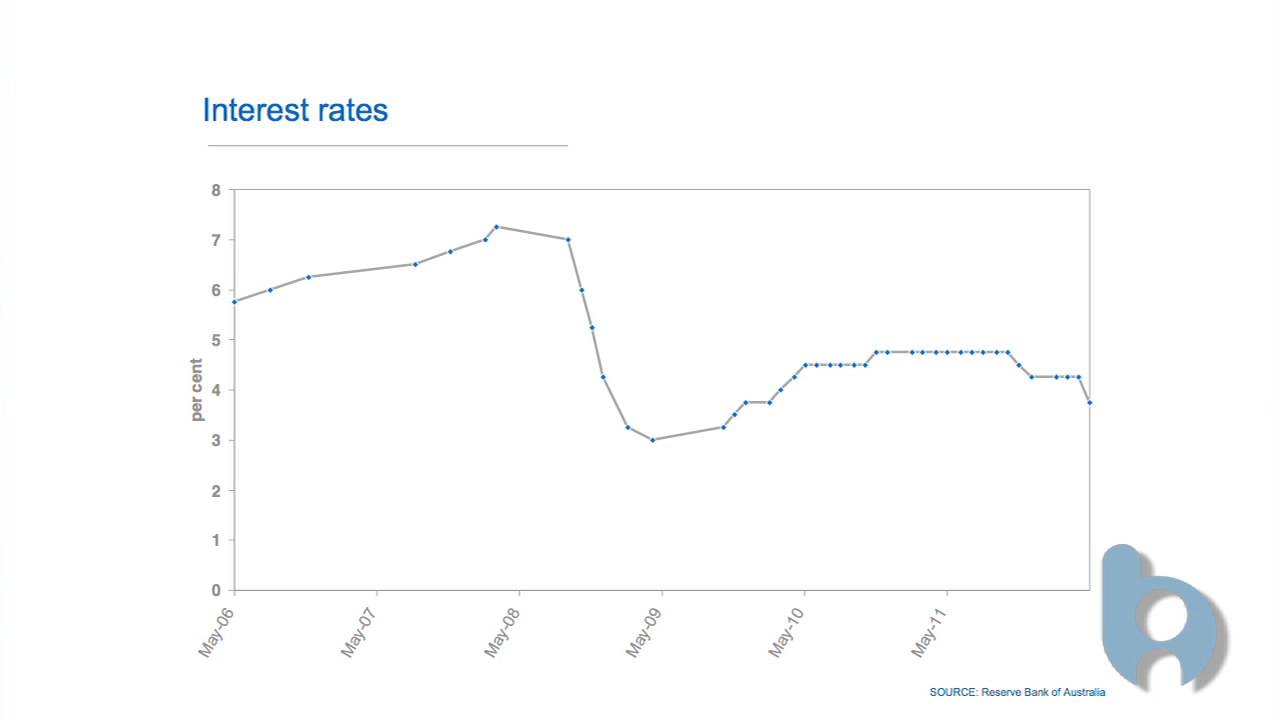 Interest rates
8
7
6
5
4
3
2
1
0
per cent
May-06
May-07
May-08
May-09
May-10
May-11
SOURCE: Reserve Bank of Australia